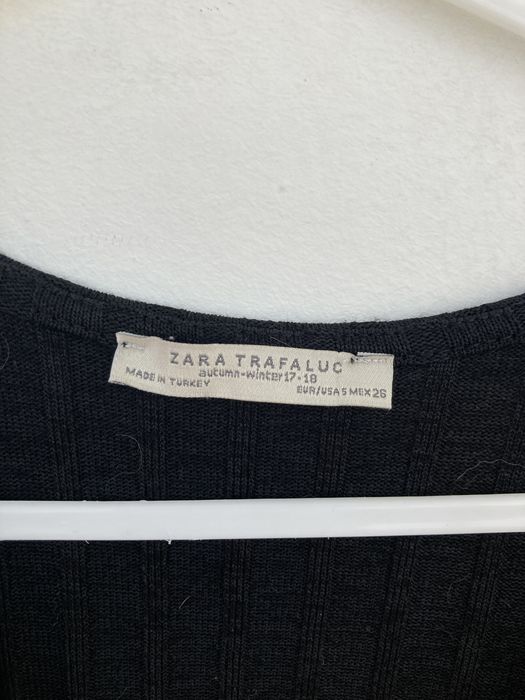 ZARA TRAFALUC
autumn-winter 17-18
MADE IN TURKEY
EUR/USA S MEX 26